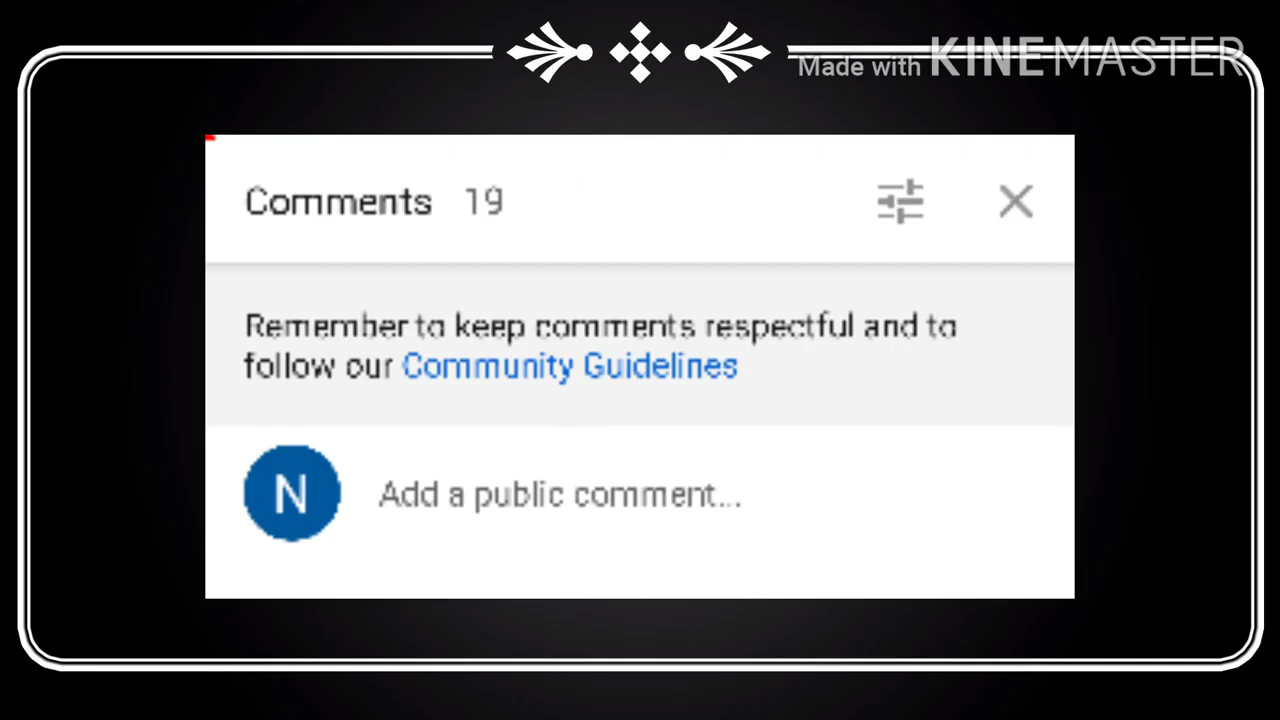 Made with KINEMASTER
Comments 19
Remember to keep comments respectful and to
follow our Community Guidelines
N
Add a public comment...